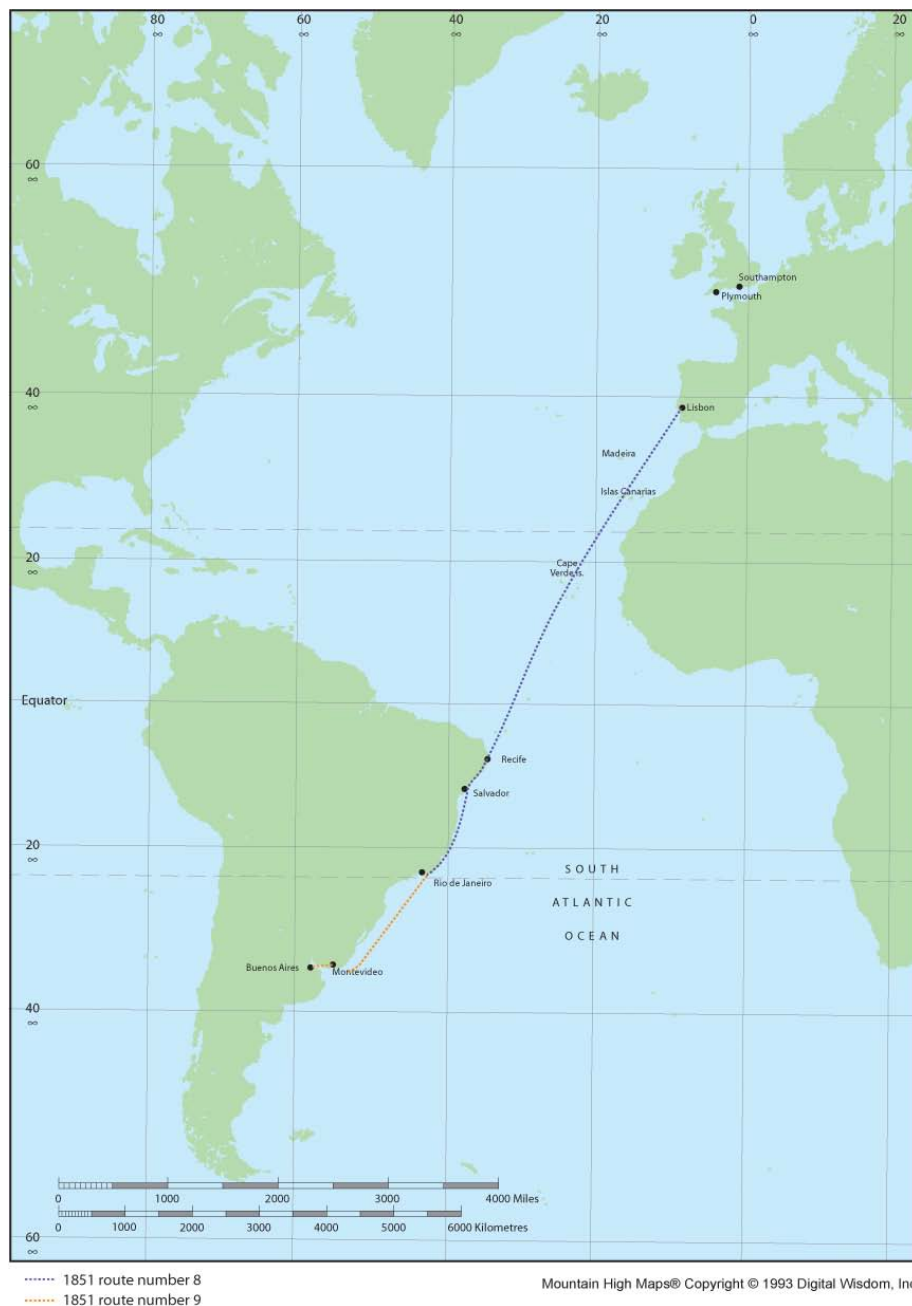 80
∞
60
∞
40
∞
20
∞
0
∞
20
∞
60
∞
Southampton
Plymouth
40
∞
Lisbon
Madeira
Islas Canarias
20
∞
Cape
Verde Is.
Equator
Recife
Salvador
20
∞
SOUTH
Rio de Janeiro
ATLANTIC
OCEAN
Buenos Aires
Montevideo
40
∞
0 1000 2000 3000 4000 Miles
0 1000 2000 3000 4000 5000 6000 Kilometres
60
∞
1851 route number 8
1851 route number 9
Mountain High Maps® Copyright © 1993 Digital Wisdom, Inc